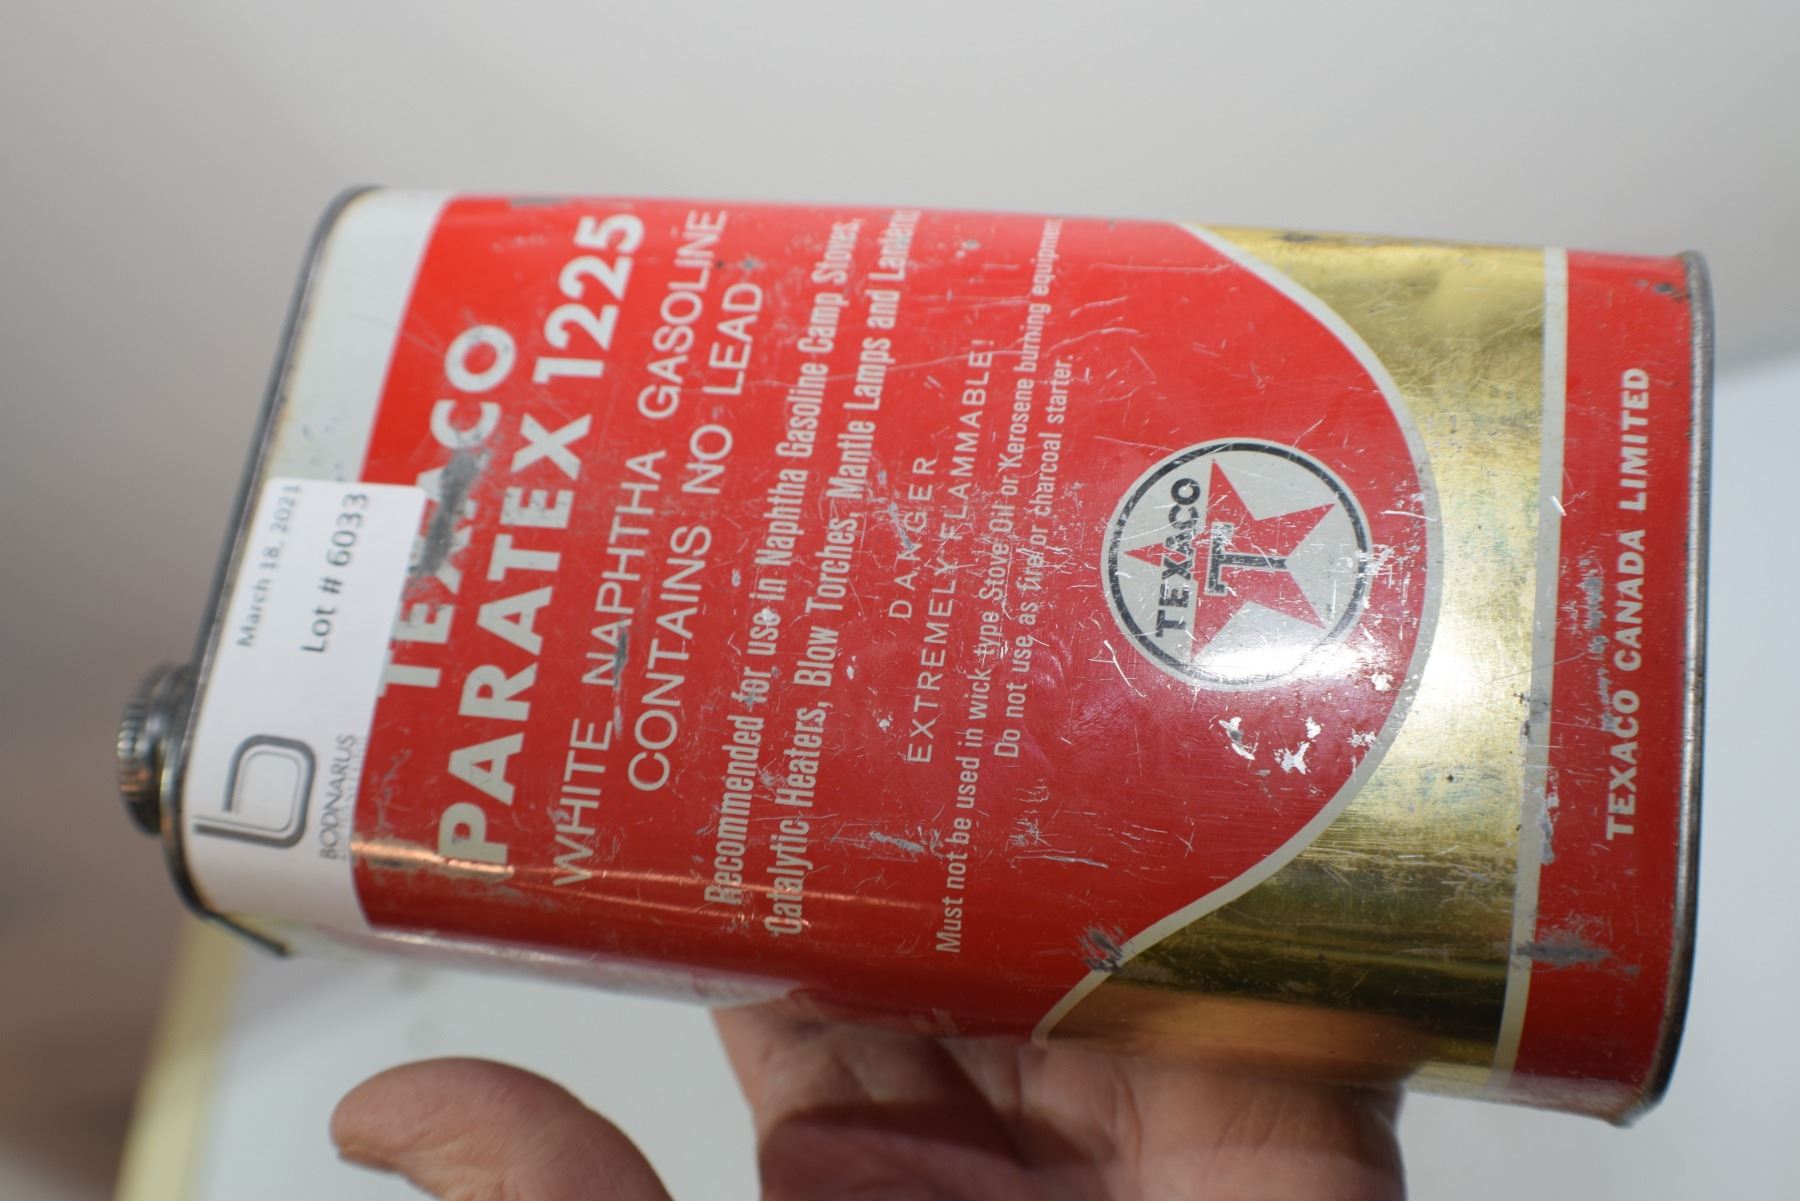 March 18, 2021
Lot # 6033
BODNARUS
TEXACO
PARATEX 1225
WHITE NAPHTHA GASOLINE
CONTAINS NO LEAD
Recommended for use in Naphtha Gasoline Camp Stoves,
Catalytic Heaters, Blow Torches, Mantle Lamps and Lanterns
DANGER
EXTREMELY FLAMMABLE!
Must not be used in wick type Stove Oil or Kerosene burning equipment.
Do not use as fire or charcoal starter.
TEXACO
T
TEXACO CANADA LIMITED